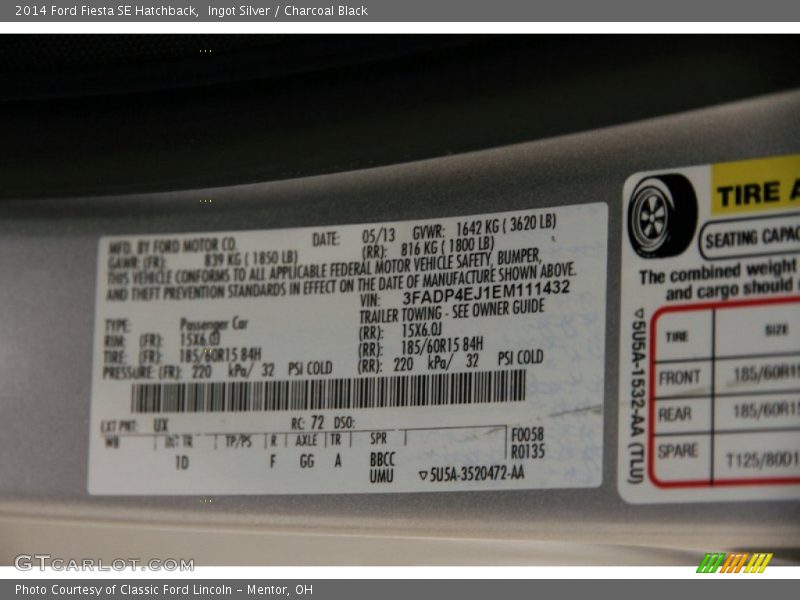 2014 Ford Fiesta SE Hatchback, Ingot Silver / Charcoal Black
MFD. BY FORD MOTOR CO. DATE: 05/13 GVWR: 1642 KG ( 3620 LB)
GAWR: (FR): 839 KG ( 1850 LB) (RR): 816 KG ( 1800 LB)
THIS VEHICLE CONFORMS TO ALL APPLICABLE FEDERAL MOTOR VEHICLE SAFETY, BUMPER,
AND THEFT PREVENTION STANDARDS IN EFFECT ON THE DATE OF MANUFACTURE SHOWN ABOVE.
VIN: 3FADP4EJ1EM111432
TYPE: Passenger Car TRAILER TOWING - SEE OWNER GUIDE
RIM: (FR): 15X6.0J (RR): 15X6.0J
TIRE: (FR): 185/60R15 84H (RR): 185/60R15 84H
PRESSURE: (FR): 220 kPa/ 32 PSI COLD (RR): 220 kPa/ 32 PSI COLD
EXT PNT: UX RC: 72 DSO:
WB INT TR TP/PS R AXLE TR SPR F0058
1D F GG A BBCC R0135
UMU ▽5U5A-3520472-AA
TIRE A
SEATING CAPAC
The combined weight
and cargo should
▽5U5A-1532-AA (TLU)
TIRE SIZE
FRONT 185/60R15
REAR 185/60R15
SPARE T125/80D1
GTCARLOT.COM
Photo Courtesy of Classic Ford Lincoln - Mentor, OH